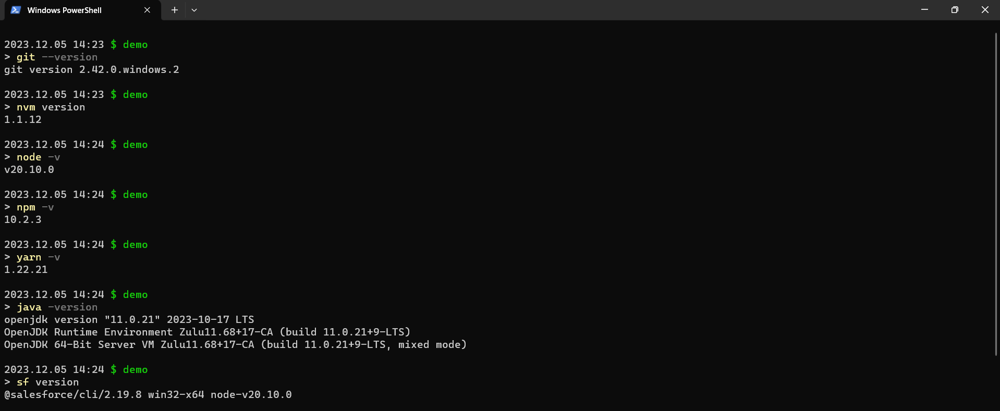 Windows PowerShell
2023.12.05 14:23 $ demo
> git --version
git version 2.42.0.windows.2
2023.12.05 14:23 $ demo
> nvm version
1.1.12
2023.12.05 14:24 $ demo
> node -v
v20.10.0
2023.12.05 14:24 $ demo
> npm -v
10.2.3
2023.12.05 14:24 $ demo
> yarn -v
1.22.21
2023.12.05 14:24 $ demo
> java -version
openjdk version "11.0.21" 2023-10-17 LTS
OpenJDK Runtime Environment Zulu11.68+17-CA (build 11.0.21+9-LTS)
OpenJDK 64-Bit Server VM Zulu11.68+17-CA (build 11.0.21+9-LTS, mixed mode)
2023.12.05 14:24 $ demo
> sf version
@salesforce/cli/2.19.8 win32-x64 node-v20.10.0